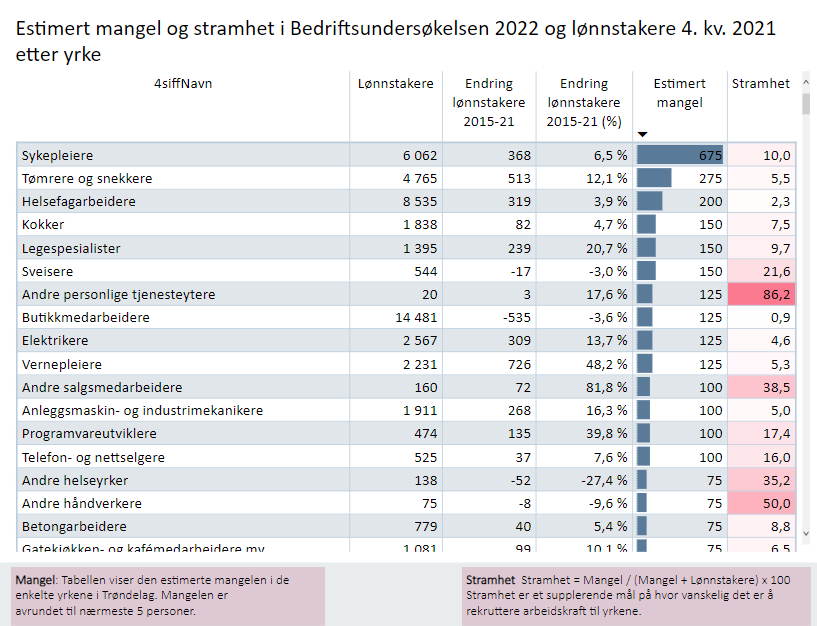 Estimert mangel og stramhet i Bedriftsundersøkelsen 2022 og lønnstakere 4. kv. 2021
etter yrke
4siffNavn Lønnstakere Endring lønnstakere 2015-21 Endring lønnstakere 2015-21 (%) Estimert mangel Stramhet
Sykepleiere 6 062 368 6,5 % 675 10,0
Tømrere og snekkere 4 765 513 12,1 % 275 5,5
Helsefagarbeidere 8 535 319 3,9 % 200 2,3
Kokker 1 838 82 4,7 % 150 7,5
Legespesialister 1 395 239 20,7 % 150 9,7
Sveisere 544 -17 -3,0 % 150 21,6
Andre personlige tjenesteytere 20 3 17,6 % 125 86,2
Butikkmedarbeidere 14 481 -535 -3,6 % 125 0,9
Elektrikere 2 567 309 13,7 % 125 4,6
Vernepleiere 2 231 726 48,2 % 125 5,3
Andre salgsmedarbeidere 160 72 81,8 % 100 38,5
Anleggsmaskin- og industrimekanikere 1 911 268 16,3 % 100 5,0
Programvareutviklere 474 135 39,8 % 100 17,4
Telefon- og nettselgere 525 37 7,6 % 100 16,0
Andre helseyrker 138 -52 -27,4 % 75 35,2
Andre håndverkere 75 -8 -9,6 % 75 50,0
Betongarbeidere 779 40 5,4 % 75 8,8
Gatekjøkken- og kafémedarbeidere mv 1 081 99 10,1 % 75 6,5
Mangel: Tabellen viser den estimerte mangelen i de
enkelte yrkene i Trøndelag. Mangelen er
avrundet til nærmeste 5 personer.
Stramhet Stramhet = Mangel / (Mangel + Lønnstakere) x 100
Stramhet er et supplerende mål på hvor vanskelig det er å
rekruttere arbeidskraft til yrkene.